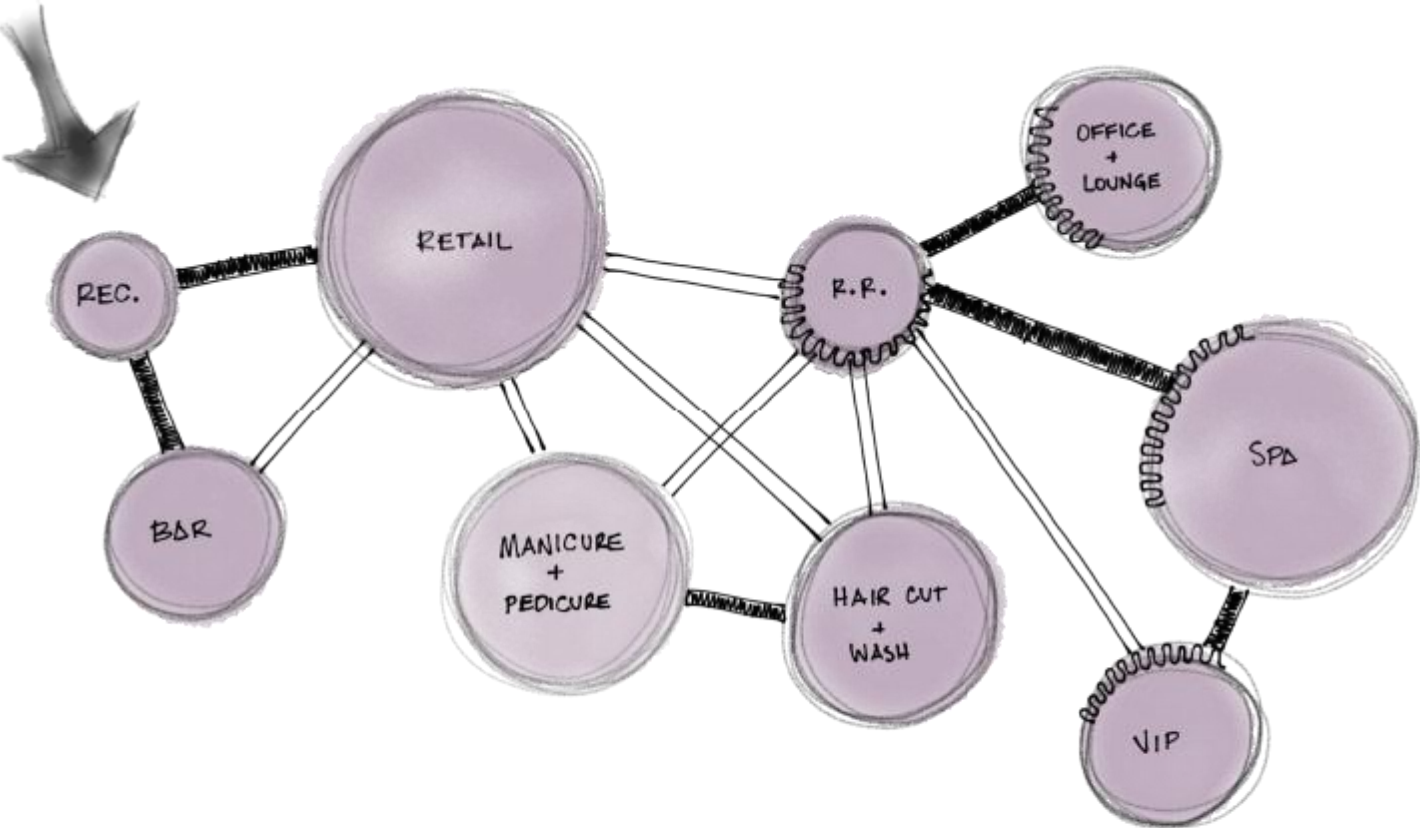 REC.
RETAIL
R.R.
OFFICE
+
LOUNGE
BAR
MANICURE
+
PEDICURE
HAIR CUT
+
WASH
SPA
VIP